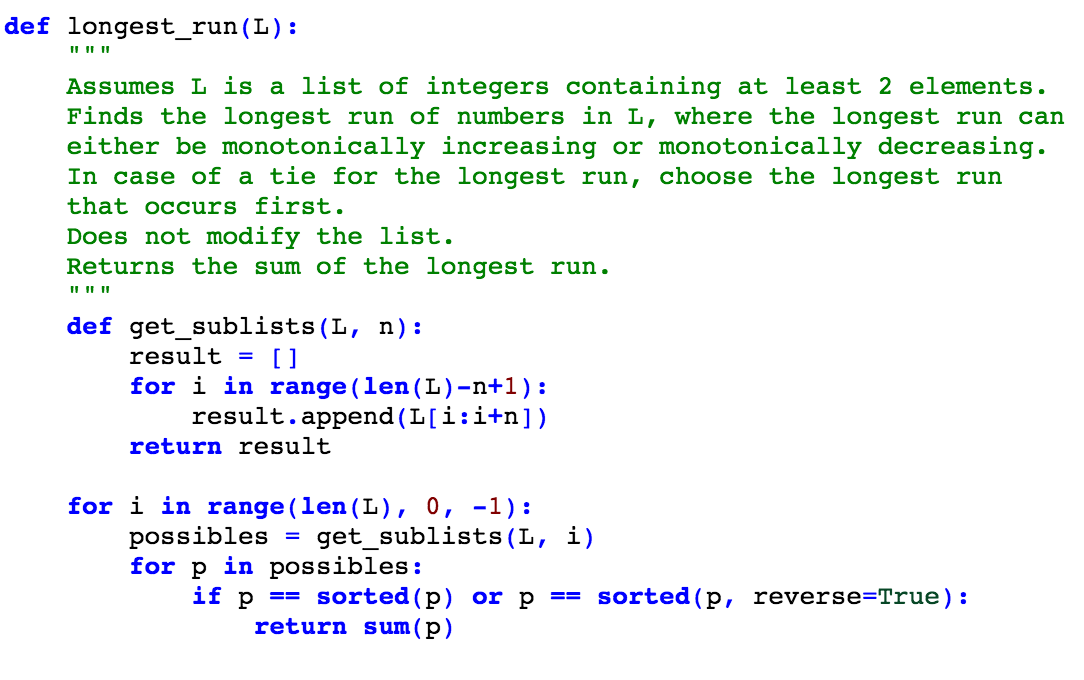 def longest_run(L):
    """
    Assumes L is a list of integers containing at least 2 elements.
    Finds the longest run of numbers in L, where the longest run can
    either be monotonically increasing or monotonically decreasing.
    In case of a tie for the longest run, choose the longest run
    that occurs first.
    Does not modify the list.
    Returns the sum of the longest run.
    """
    def get_sublists(L, n):
        result = []
        for i in range(len(L)-n+1):
            result.append(L[i:i+n])
        return result

    for i in range(len(L), 0, -1):
        possibles = get_sublists(L, i)
        for p in possibles:
            if p == sorted(p) or p == sorted(p, reverse=True):
                return sum(p)